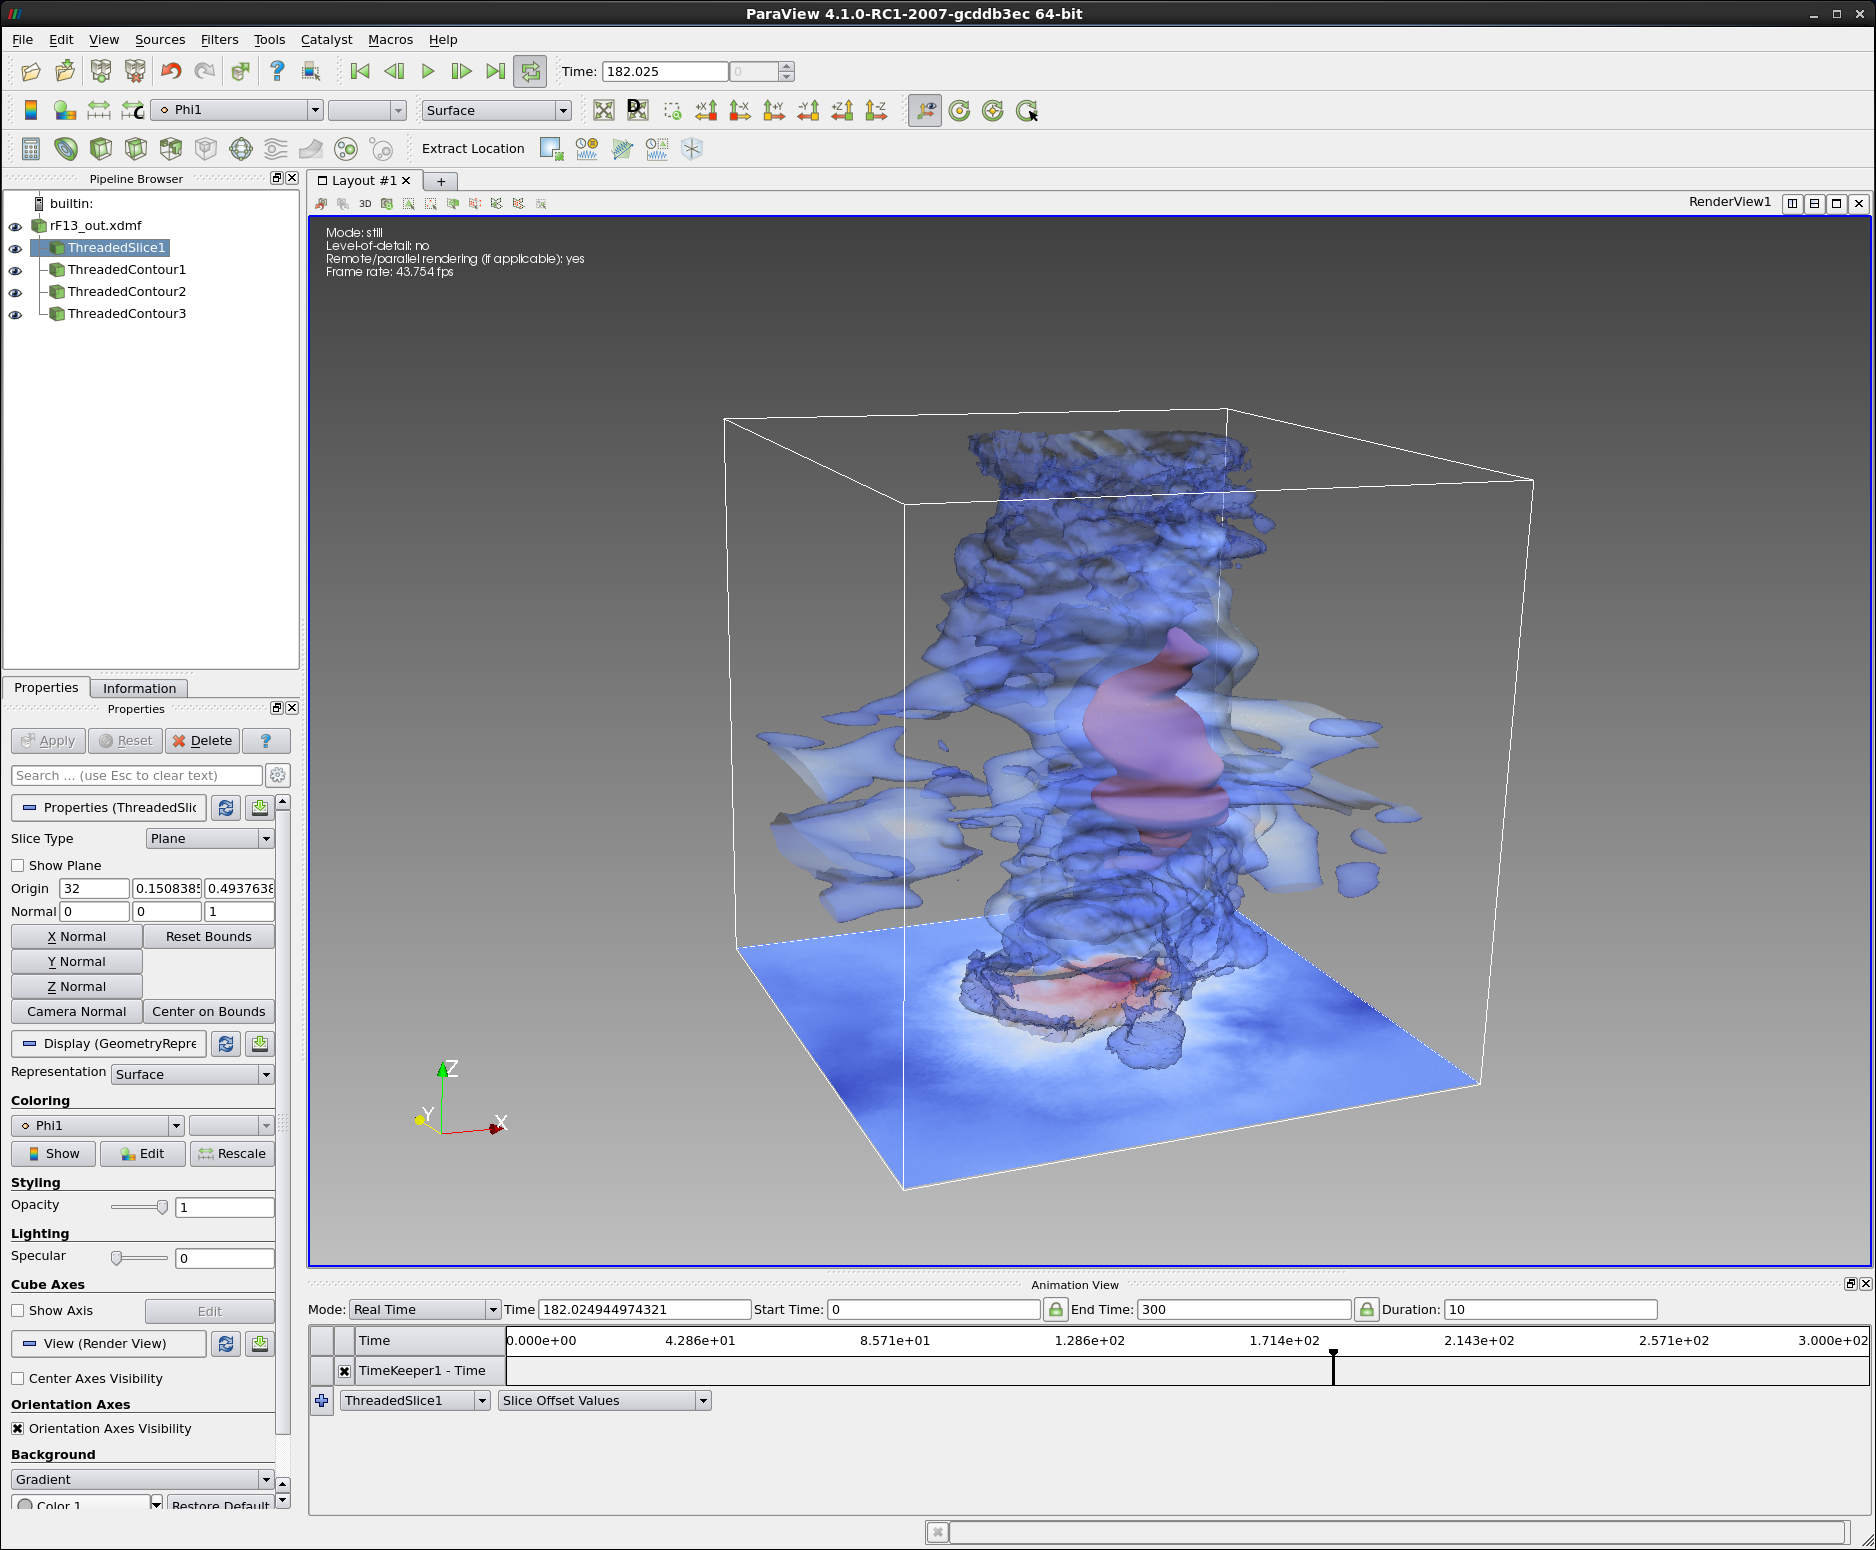 ParaView 4.1.0-RC1-2007-gcddb3ec 64-bit
File Edit View Sources Filters Tools Catalyst Macros Help
Time: 182.025 0
Phi1 Surface D +X -X +Y -Y +Z -Z
Extract Location
Pipeline Browser
Layout #1
+
builtin:
rF13_out.xdmf
ThreadedSlice1
ThreadedContour1
ThreadedContour2
ThreadedContour3
3D
RenderView1
Mode: still
Level-of-detail: no
Remote/parallel rendering (if applicable): yes
Frame rate: 43.754 fps
Z
Y
X
Properties Information
Properties
Apply Reset Delete ?
Search ... (use Esc to clear text)
Properties (ThreadedSlic
Slice Type Plane
Show Plane
Origin 32 0.150838 0.4937638
Normal 0 0 1
X Normal Reset Bounds
Y Normal
Z Normal
Camera Normal Center on Bounds
Display (GeometryRepre
Representation Surface
Coloring
Phi1
Show Edit Rescale
Styling
Opacity 1
Lighting
Specular 0
Cube Axes
Show Axis Edit
View (Render View)
Center Axes Visibility
Orientation Axes
Orientation Axes Visibility
Background
Gradient
Color 1 Restore Default
Animation View
Mode: Real Time Time 182.024944974321 Start Time: 0 End Time: 300 Duration: 10
Time 0.000e+00 4.286e+01 8.571e+01 1.286e+02 1.714e+02 2.143e+02 2.571e+02 3.000e+02
TimeKeeper1 - Time
ThreadedSlice1 Slice Offset Values